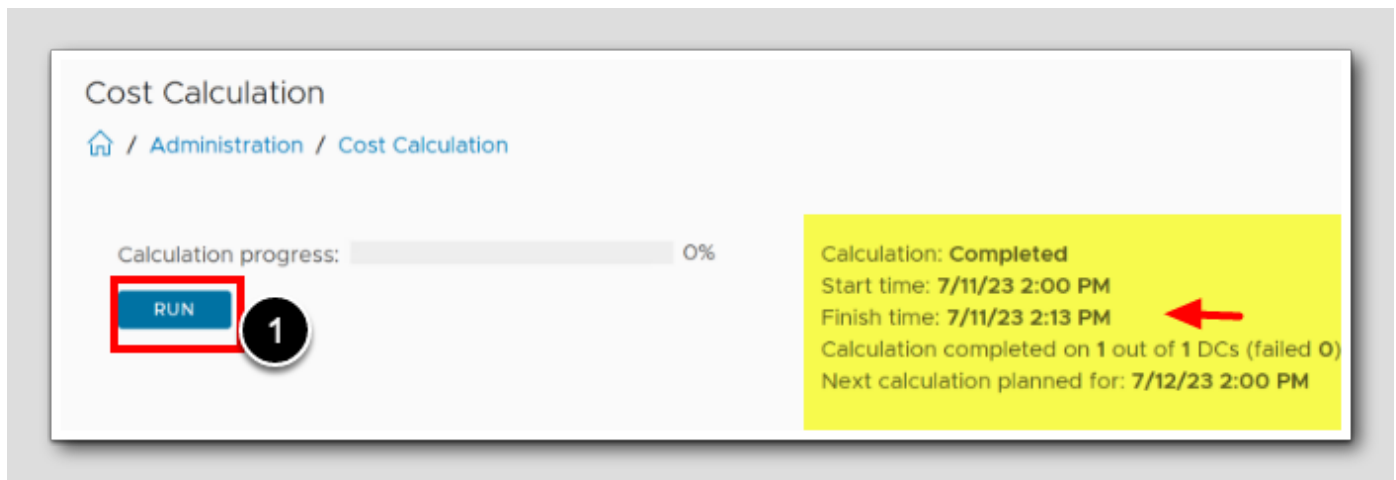 Cost Calculation
/ Administration / Cost Calculation
Calculation progress: 0%
RUN
1
Calculation: Completed
Start time: 7/11/23 2:00 PM
Finish time: 7/11/23 2:13 PM
Calculation completed on 1 out of 1 DCs (failed 0)
Next calculation planned for: 7/12/23 2:00 PM